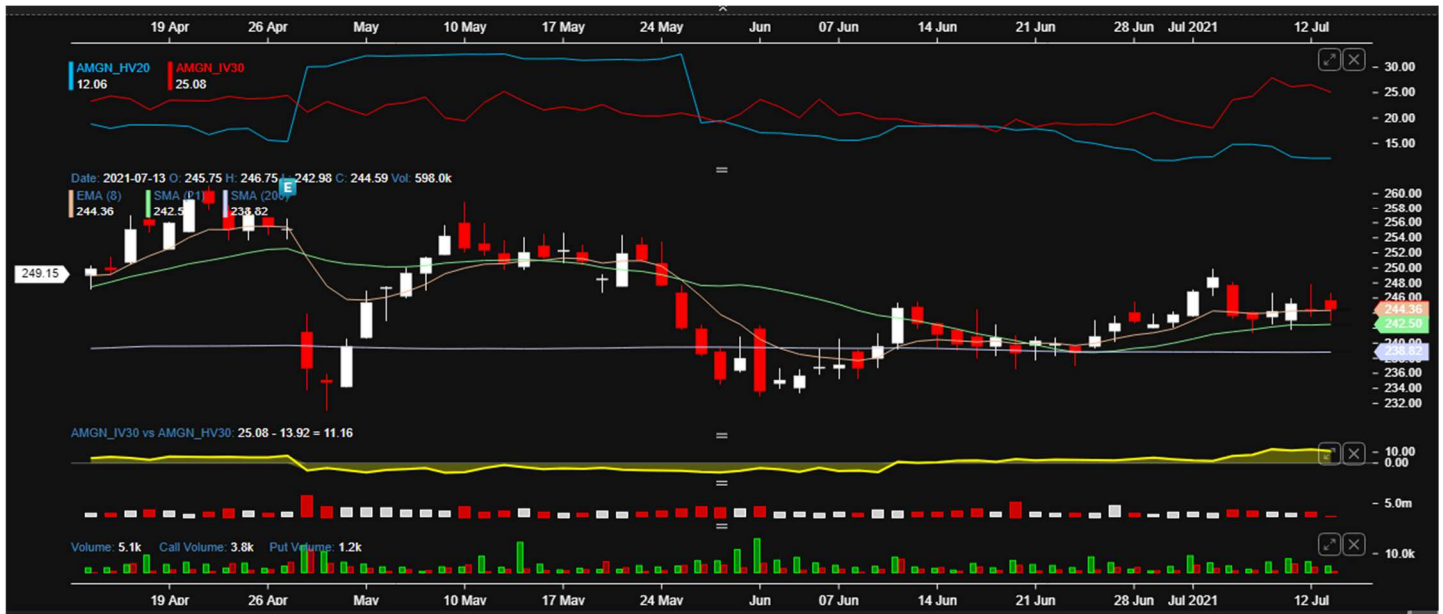 19 Apr 26 Apr May 10 May 17 May 24 May Jun 07 Jun 14 Jun 21 Jun 28 Jun Jul 2021 12 Jul
AMGN_HV20 AMGN_IV30
12.06 25.08
30.00
25.00
20.00
15.00
Date: 2021-07-13 O: 245.75 H: 246.75 242.98 C: 244.59 Vol: 598.0k
E
EMA (8) SMA SMA
244.36 238.82
260.00
258.00
256.00
254.00
252.00
250.00
249.15
248.00
246.00
244.36
242.50
240.00
238.82
236.00
234.00
232.00
AMGN_IV30 vs AMGN_HV30: 25.08 - 13.92 = 11.16
10.00
0.00
5.0m
Volume: 5.1k Call Volume: 3.8k Put Volume: 1.2k
10.0k
19 Apr 26 Apr May 10 May 17 May 24 May Jun 07 Jun 14 Jun 21 Jun 28 Jun Jul 2021 12 Jul